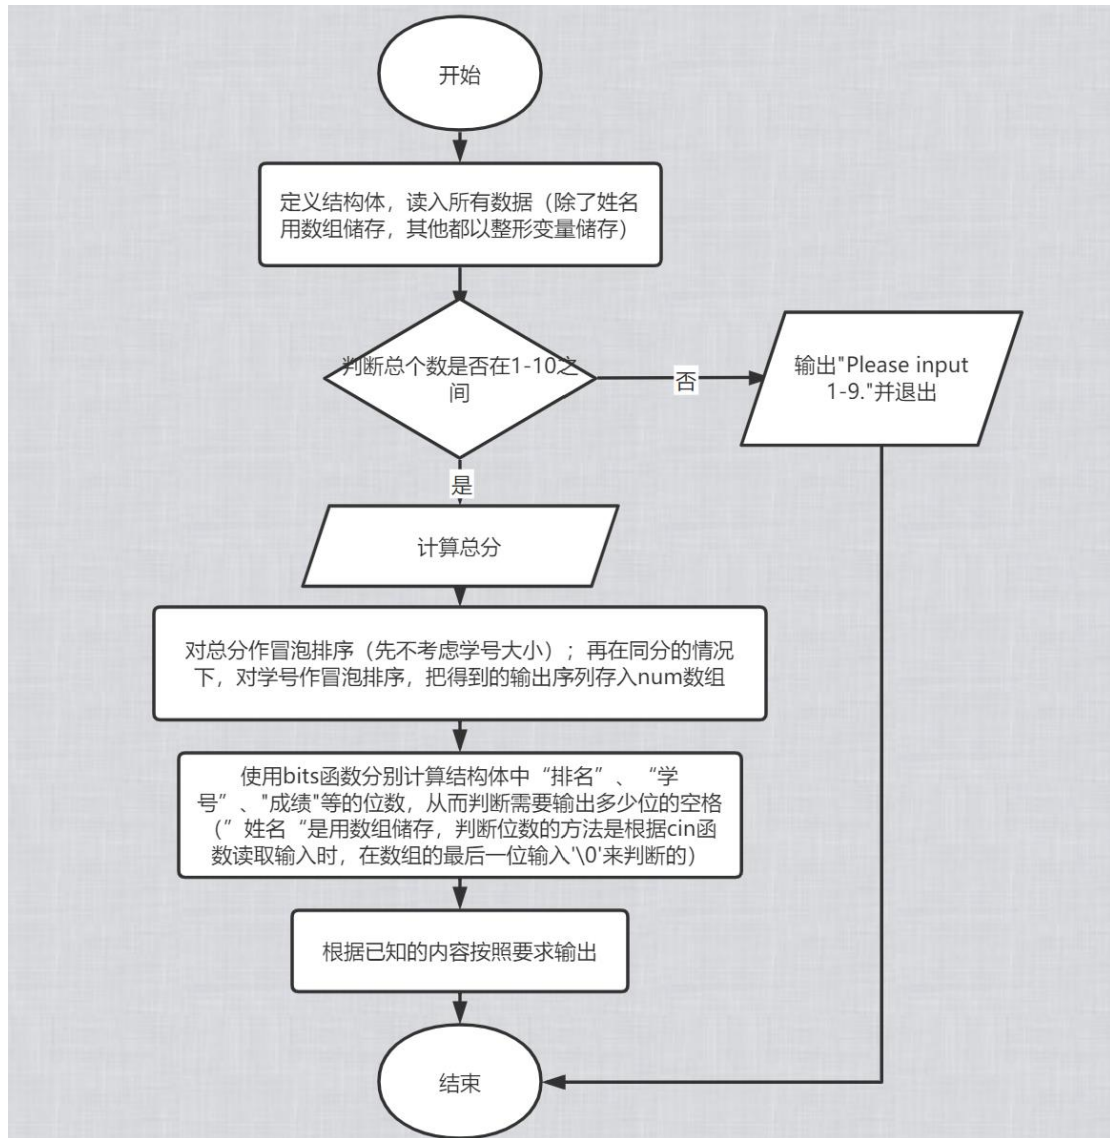 开始
定义结构体，读入所有数据（除了姓名
用数组储存，其他都以整形变量储存）
判断总个数是否在1-10之
间
否
输出"Please input
1-9."并退出
是
计算总分
对总分作冒泡排序（先不考虑学号大小）；再在同分的情况
下，对学号作冒泡排序，把得到的输出序列存入num数组
使用bits函数分别计算结构体中“排名”、“学
号”、"成绩"等的位数，从而判断需要输出多少位的空格
（”姓名“是用数组储存，判断位数的方法是根据cin函
数读取输入时，在数组的最后一位输入'\0'来判断的）
根据已知的内容按照要求输出
结束